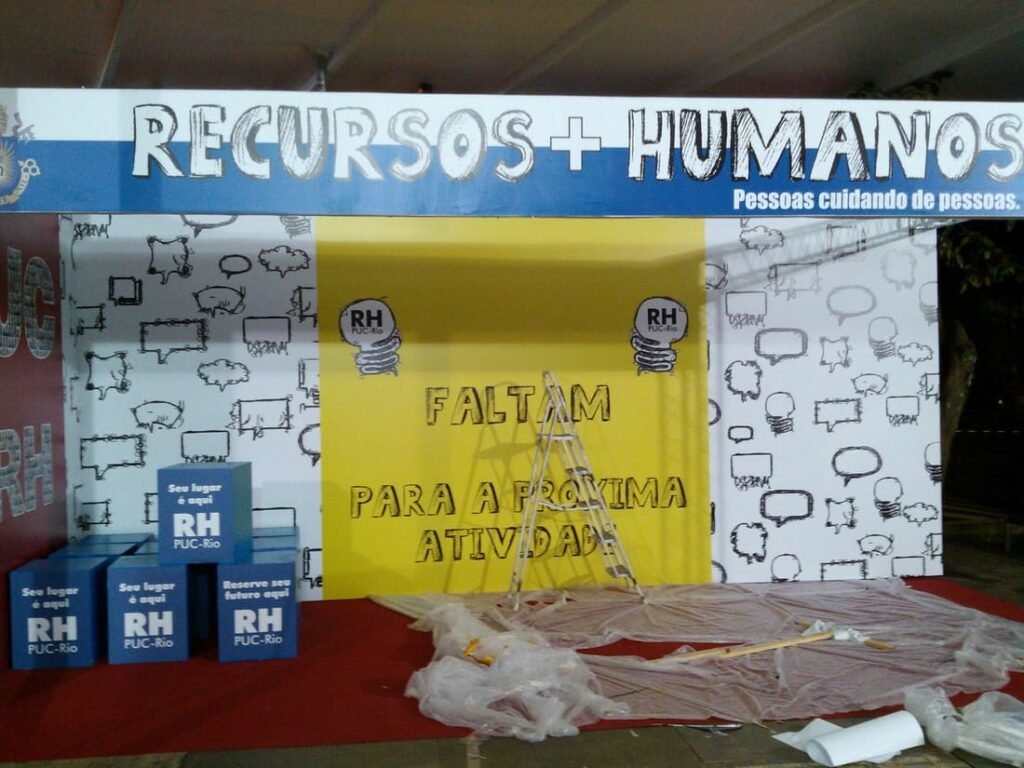 RECURSOS + HUMANOS
Pessoas cuidando de pessoas.
UC
RH
RH
PUC-Rio
RH
PUC-Rio
FALTAM
PARA A PRÓXIMA
ATIVIDADE
Seu lugar
é aqui
RH
PUC-Rio
Seu lugar
é aqui
RH
PUC-Rio
Seu lugar
é aqui
RH
PUC-Rio
Reserve seu
futuro aqui
RH
PUC-Rio